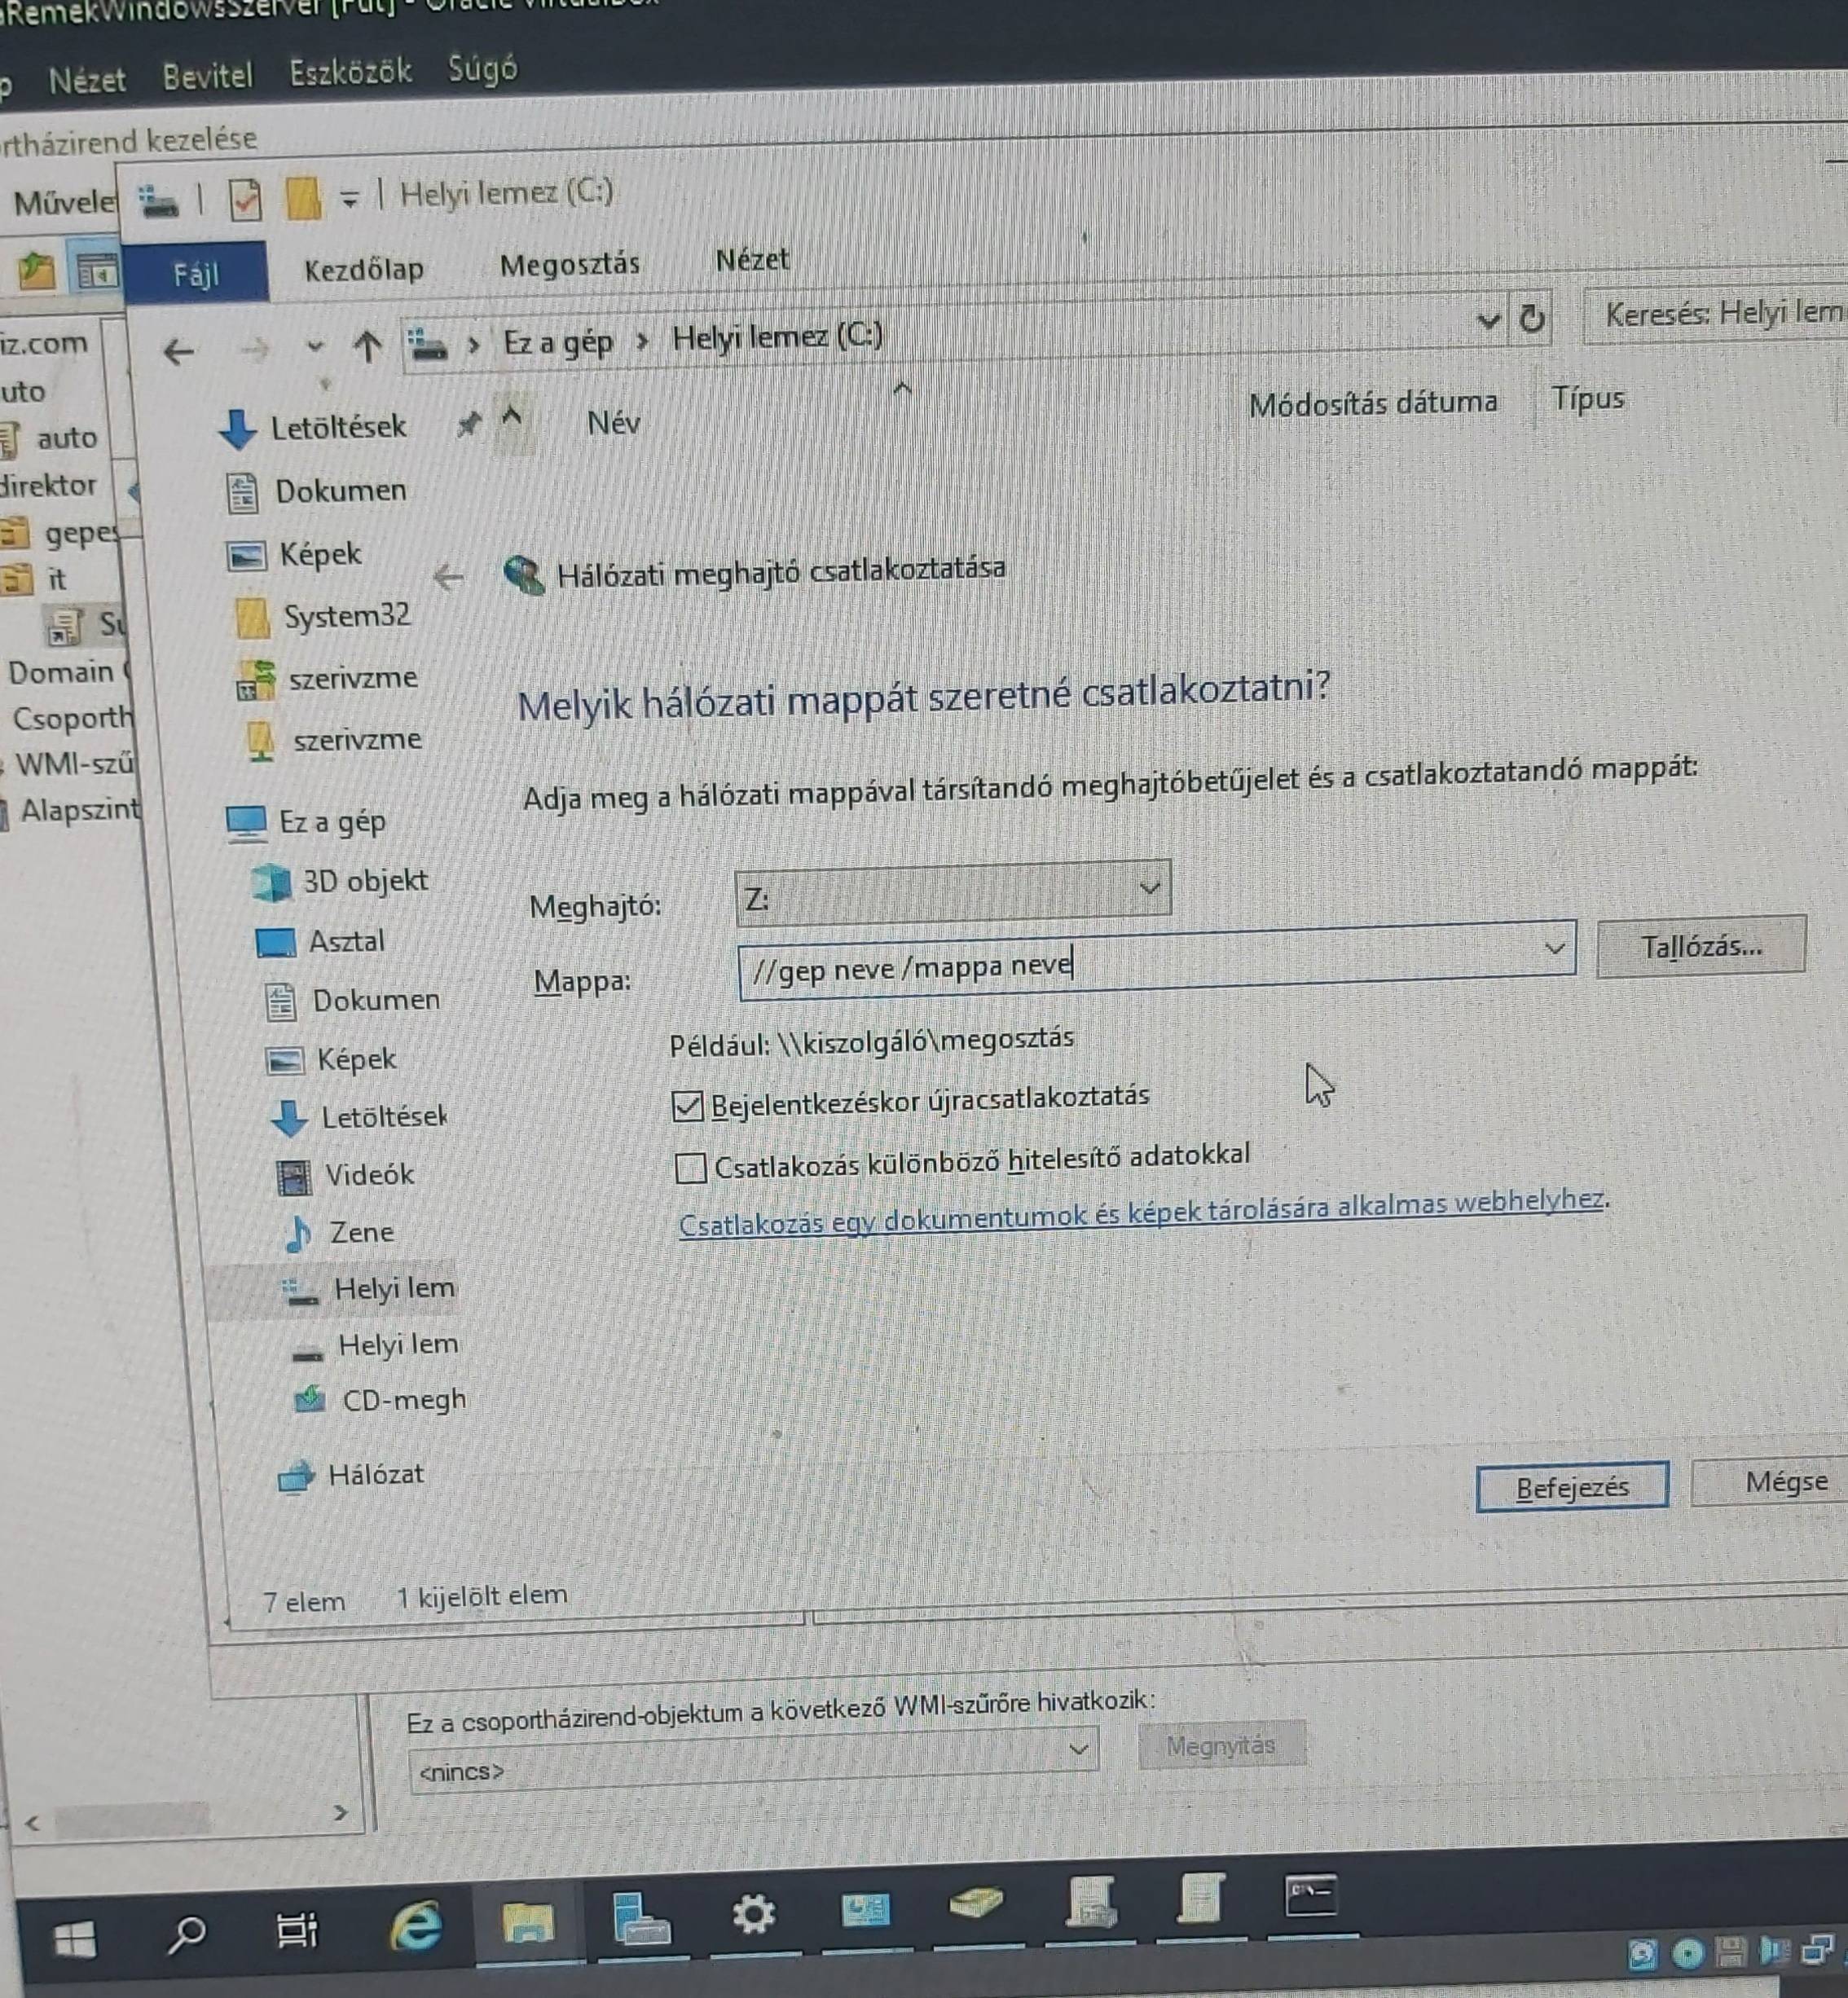 RemekWindowsSzerver [Fut] - Oracle VirtualBox
Nézet Bevitel Eszközök Súgó
rtházirend kezelése
Művele
Helyi lemez (C:)
Fájl Kezdőlap Megosztás Nézet
Ez a gép › Helyi lemez (C:)
Keresés: Helyi lem
iz.com
uto
auto
direktor
gepes
it
Domain
Csoporth
WMI-szű
Alapszint
Név Módosítás dátuma Típus
Letöltések
Dokumen
Képek
System32
szerivzme
szerivzme
Ez a gép
3D objekt
Asztal
Dokumen
Képek
Letöltések
Videók
Zene
Helyi lem
Helyi lem
CD-megh
Hálózat
Hálózati meghajtó csatlakoztatása
Melyik hálózati mappát szeretné csatlakoztatni?
Adja meg a hálózati mappával társítandó meghajtóbetűjelet és a csatlakoztatandó mappát:
Meghajtó: Z:
Mappa: //gep neve /mappa neve Tallózás...
Például: \\kiszolgáló\megosztás
Bejelentkezéskor újracsatlakoztatás
Csatlakozás különböző hitelesítő adatokkal
Csatlakozás egy dokumentumok és képek tárolására alkalmas webhelyhez.
Befejezés Mégse
7 elem 1 kijelölt elem
Ez a csoportházirend-objektum a következő WMI-szűrőre hivatkozik:
<nincs> Megnyitás